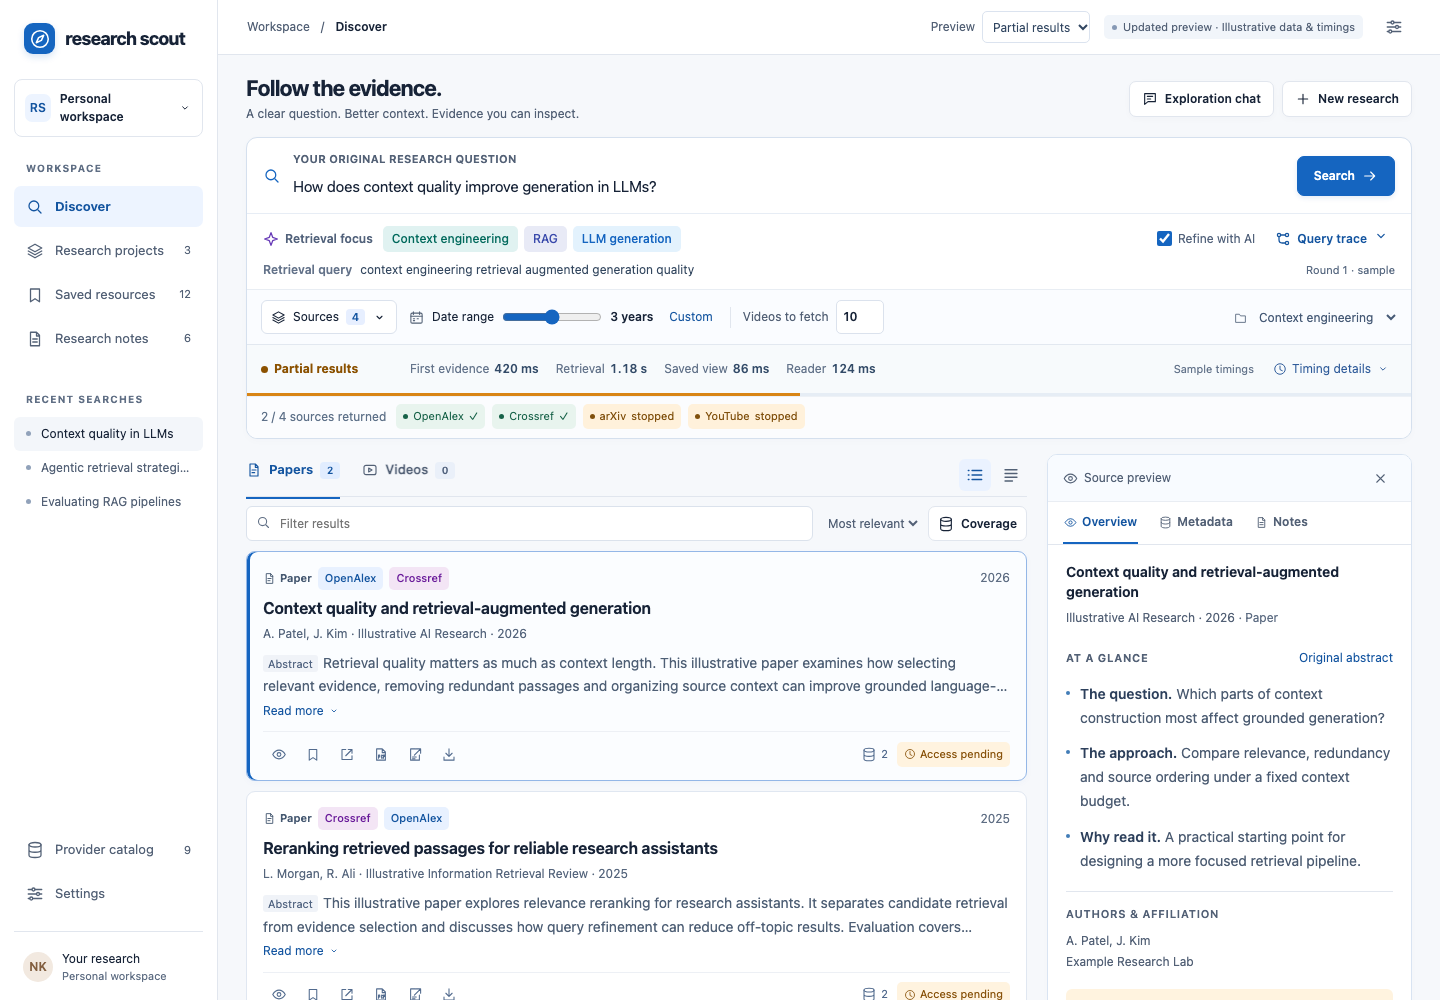 research scout
RS
Personal
workspace
WORKSPACE
Discover
Research projects 3
Saved resources 12
Research notes 6
RECENT SEARCHES
Context quality in LLMs
Agentic retrieval strategi...
Evaluating RAG pipelines
Provider catalog 9
Settings
NK
Your research
Personal workspace
Workspace / Discover
Preview Partial results
Updated preview · Illustrative data & timings
Follow the evidence.
A clear question. Better context. Evidence you can inspect.
Exploration chat
New research
YOUR ORIGINAL RESEARCH QUESTION
How does context quality improve generation in LLMs?
Search
Retrieval focus Context engineering RAG LLM generation
Refine with AI Query trace
Retrieval query context engineering retrieval augmented generation quality
Round 1 · sample
Sources 4 Date range 3 years Custom Videos to fetch 10
Context engineering
Partial results First evidence 420 ms Retrieval 1.18 s Saved view 86 ms Reader 124 ms
Sample timings Timing details
2 / 4 sources returned OpenAlex ✓ Crossref ✓ arXiv stopped YouTube stopped
Papers 2 Videos 0
Filter results
Most relevant Coverage
Paper OpenAlex Crossref 2026
Context quality and retrieval-augmented generation
A. Patel, J. Kim · Illustrative AI Research · 2026
Abstract Retrieval quality matters as much as context length. This illustrative paper examines how selecting
relevant evidence, removing redundant passages and organizing source context can improve grounded language-...
Read more
2 Access pending
Paper Crossref OpenAlex 2025
Reranking retrieved passages for reliable research assistants
L. Morgan, R. Ali · Illustrative Information Retrieval Review · 2025
Abstract This illustrative paper explores relevance reranking for research assistants. It separates candidate retrieval
from evidence selection and discusses how query refinement can reduce off-topic results. Evaluation covers...
Read more
2 Access pending
Source preview
Overview Metadata Notes
Context quality and retrieval-augmented
generation
Illustrative AI Research · 2026 · Paper
AT A GLANCE Original abstract
The question. Which parts of context
construction most affect grounded generation?
The approach. Compare relevance, redundancy
and source ordering under a fixed context
budget.
Why read it. A practical starting point for
designing a more focused retrieval pipeline.
AUTHORS & AFFILIATION
A. Patel, J. Kim
Example Research Lab